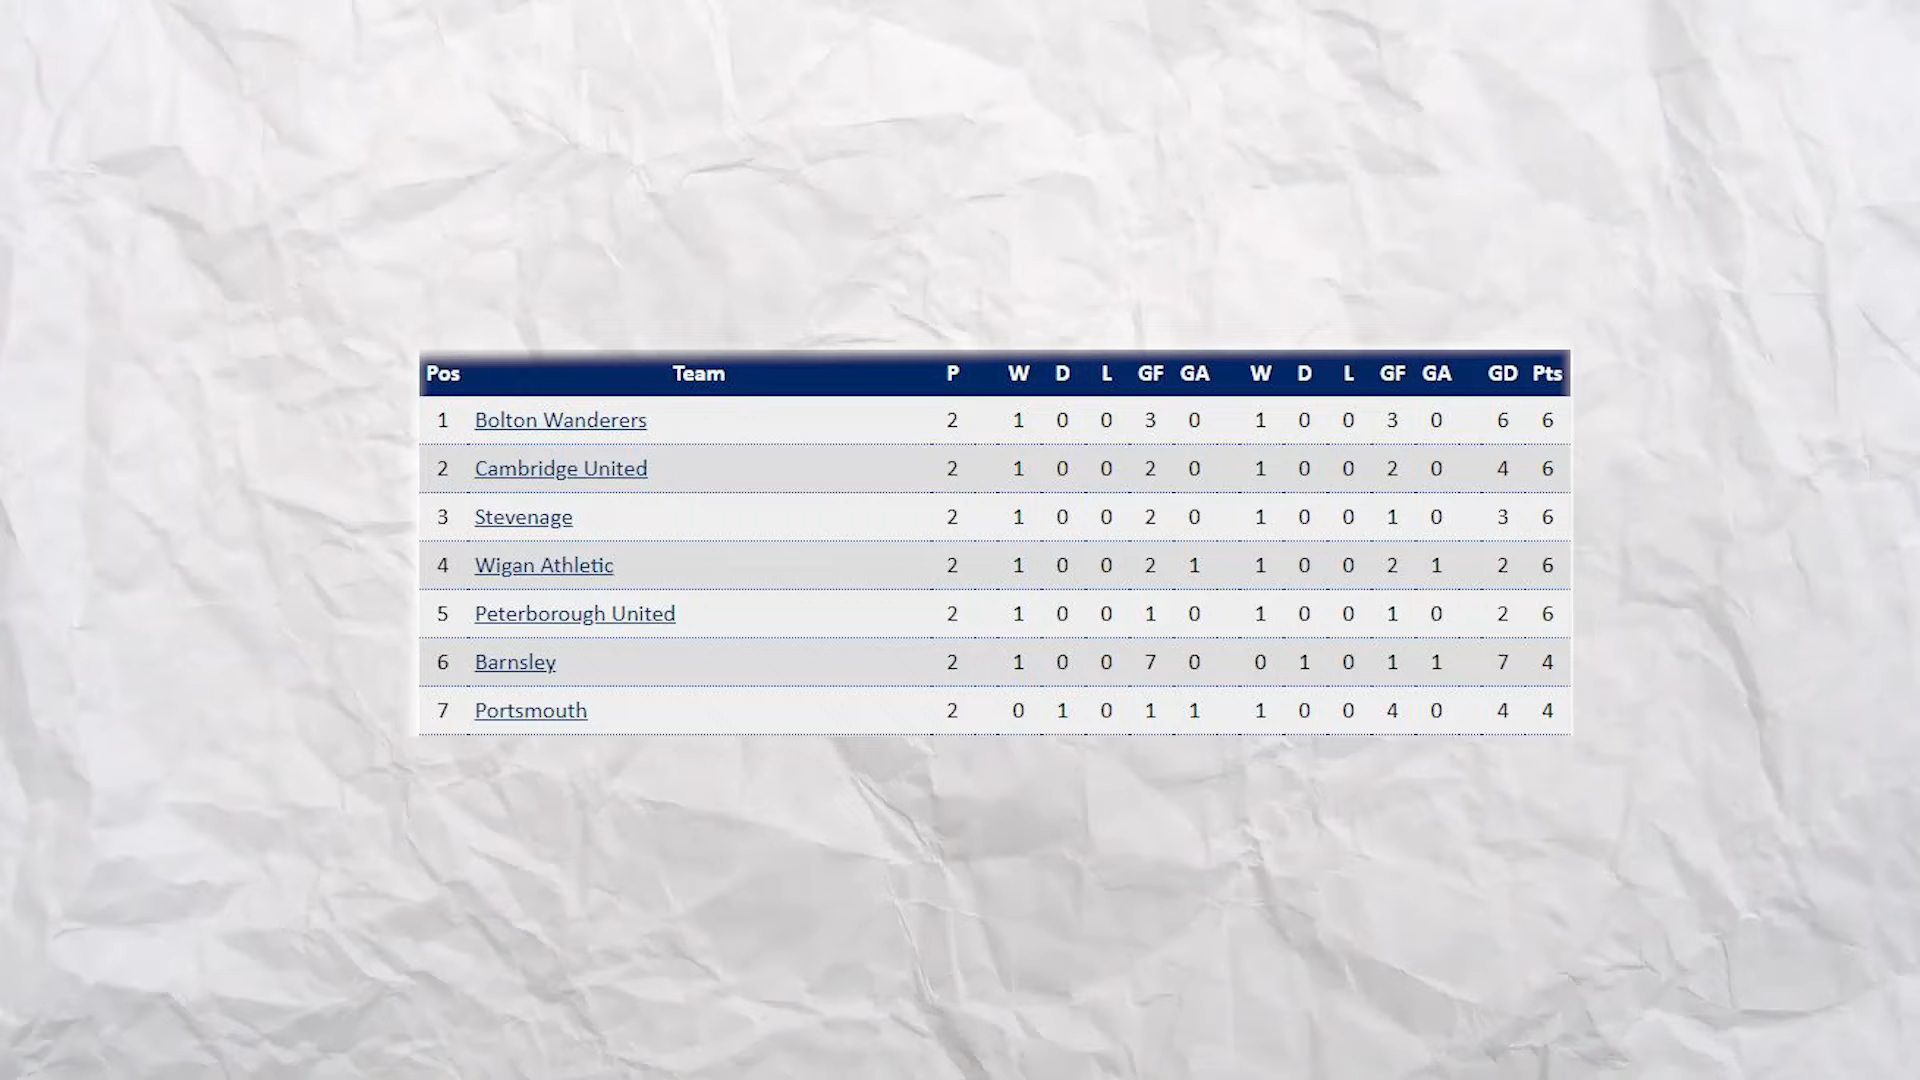 Pos Team P W D L GF GA W D L GF GA GD Pts
1 Bolton Wanderers 2 1 0 0 3 0 1 0 0 3 0 6 6
2 Cambridge United 2 1 0 0 2 0 1 0 0 2 0 4 6
3 Stevenage 2 1 0 0 2 0 1 0 0 1 0 3 6
4 Wigan Athletic 2 1 0 0 2 1 1 0 0 2 1 2 6
5 Peterborough United 2 1 0 0 1 0 1 0 0 1 0 2 6
6 Barnsley 2 1 0 0 7 0 0 1 0 1 1 7 4
7 Portsmouth 2 0 1 0 1 1 1 0 0 4 0 4 4